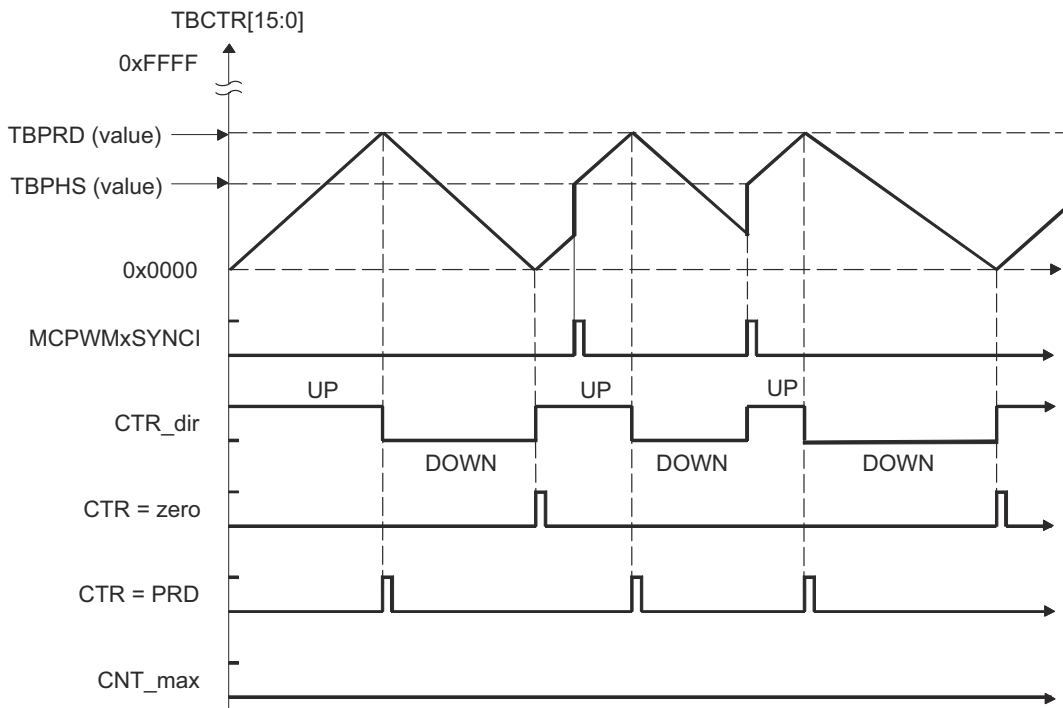 TBCTR[15:0]
0xFFFF
TBPRD (value)
TBPHS (value)
0x0000
MCPWMxSYNCI
UP UP UP
CTR_dir
DOWN DOWN DOWN
CTR = zero
CTR = PRD
CNT_max